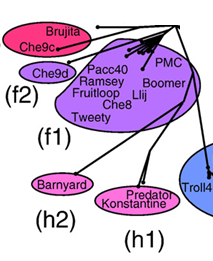 Brujita
Che9c
Che9d
(f2)
PMC
Pacc40
Ramsey
Boomer
Fruitloop
Llij
Che8
Tweety
(f1)
Barnyard
(h2)
Predator
Konstantine
(h1)
Troll4